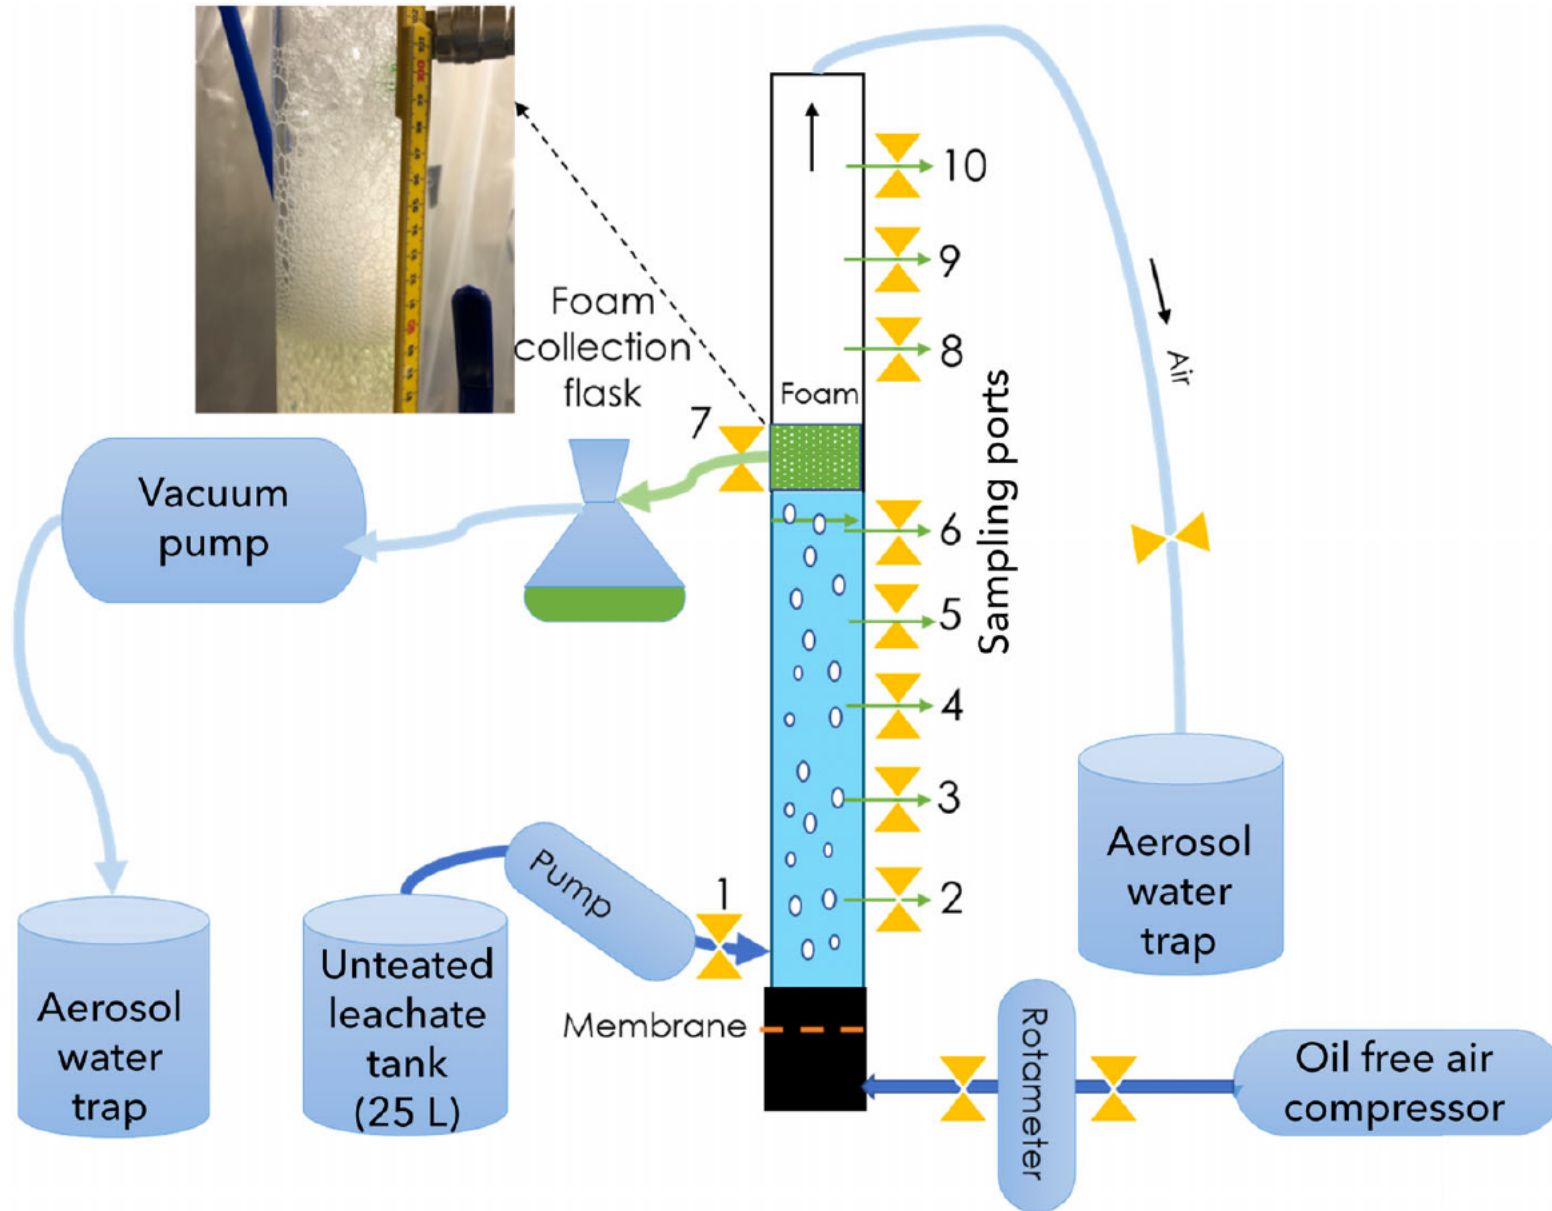 10
9
8
Foam
collection
flask
Foam
7
Sampling ports
Air
Vacuum
pump
6
5
4
3
2
1
Pump
Aerosol
water
trap
Unteated
leachate
tank
(25 L)
Aerosol
water
trap
Membrane
Rotameter
Oil free air
compressor